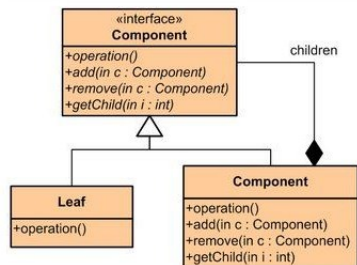 «interface»
Component
+operation()
+add(in c : Component)
+remove(in c : Component)
+getChild(in i : int)
children
Leaf
+operation()
Component
+operation()
+add(in c : Component)
+remove(in c : Component)
+getChild(in i : int)